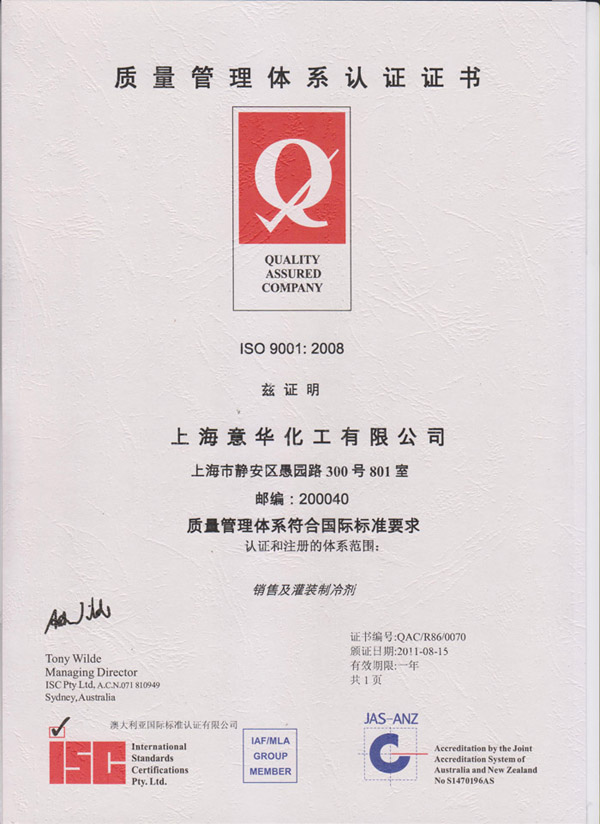 质量管理体系认证证书
Q
QUALITY
ASSURED
COMPANY
ISO 9001: 2008
兹证明
上海意华化工有限公司
上海市静安区愚园路 300 号 801 室
邮编：200040
质量管理体系符合国际标准要求
认证和注册的体系范围：
销售及灌装制冷剂
Tony Wilde
Managing Director
ISC Pty Ltd, A.C.N.071 810949
Sydney,Australia
证书编号:QAC/R86/0070
颁证日期:2011-08-15
有效期限:一年
共 1 页
澳大利亚国际标准认证有限公司
ISC
International
Standards
Certifications
Pty. Ltd.
IAF/MLA
GROUP
MEMBER
JAS-ANZ
Accreditation by the Joint
Accreditation System of
Australia and New Zealand
No S1470196AS